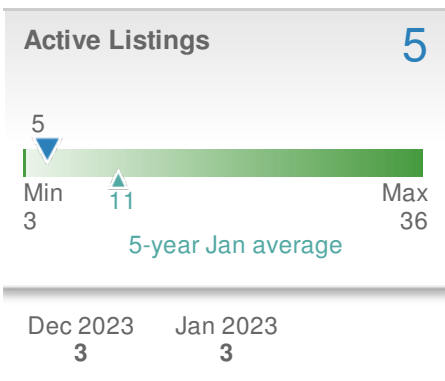 Active Listings 5
5
Min 11 Max
3 36
5-year Jan average
Dec 2023 Jan 2023
3 3